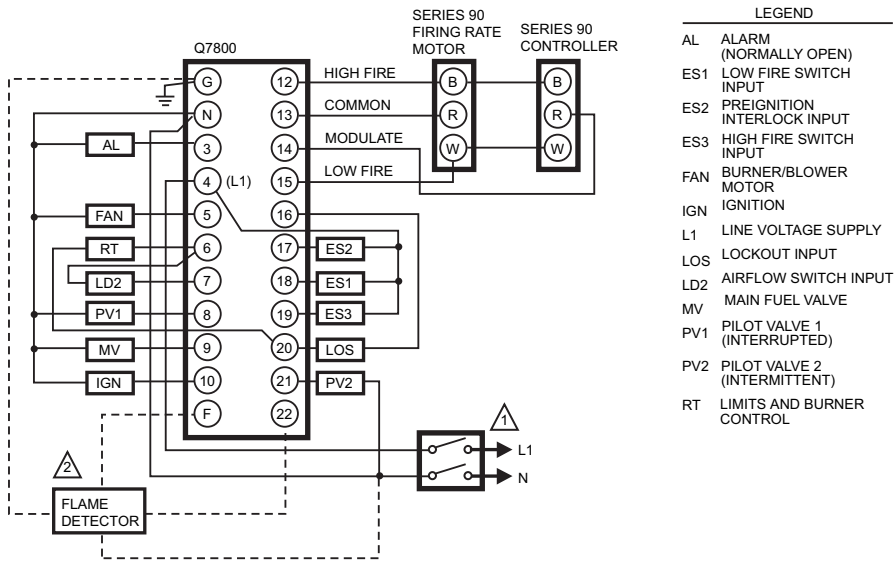 SERIES 90
FIRING RATE
MOTOR
SERIES 90
CONTROLLER
Q7800
G
N
3
4
(L1)
5
6
7
8
9
10
F
12
13
14
15
16
17
18
19
20
21
22
HIGH FIRE
COMMON
MODULATE
LOW FIRE
B
R
W
B
R
W
AL
FAN
RT
LD2
PV1
MV
IGN
ES2
ES1
ES3
LOS
PV2
1
L1
N
2
FLAME
DETECTOR
LEGEND
AL ALARM
(NORMALLY OPEN)
ES1 LOW FIRE SWITCH
INPUT
ES2 PREIGNITION
INTERLOCK INPUT
ES3 HIGH FIRE SWITCH
INPUT
FAN BURNER/BLOWER
MOTOR
IGN IGNITION
L1 LINE VOLTAGE SUPPLY
LOS LOCKOUT INPUT
LD2 AIRFLOW SWITCH INPUT
MV MAIN FUEL VALVE
PV1 PILOT VALVE 1
(INTERRUPTED)
PV2 PILOT VALVE 2
(INTERMITTENT)
RT LIMITS AND BURNER
CONTROL